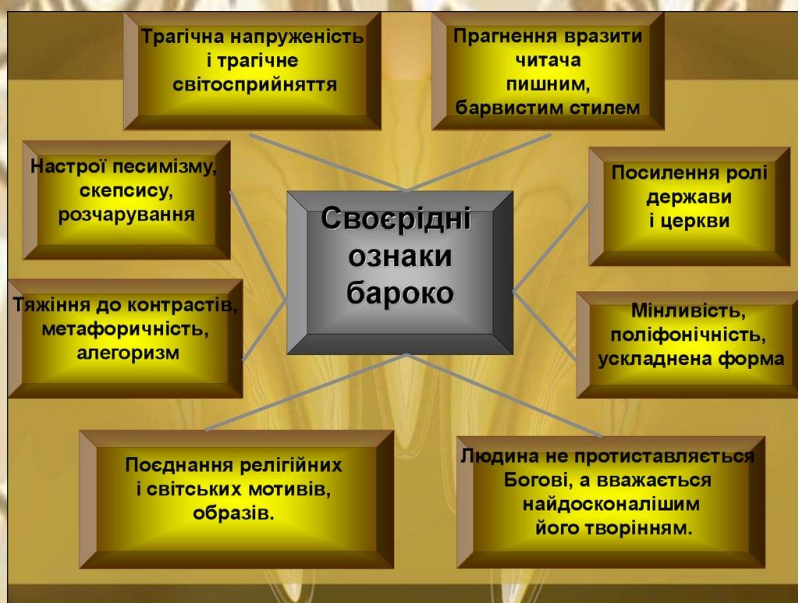 Трагічна напруженість
і трагічне
світосприйняття
Прагнення вразити
читача
пишним,
барвистим стилем
Настрої песимізму,
скепсису,
розчарування
Своєрідні
ознаки
бароко
Посилення ролі
держави
і церкви
Тяжіння до контрастів,
метафоричність,
алегоризм
Мінливість,
поліфонічність,
ускладнена форма
Поєднання релігійних
і світських мотивів,
образів.
Людина не протиставляється
Богові, а вважається
найдосконалішим
його творінням.